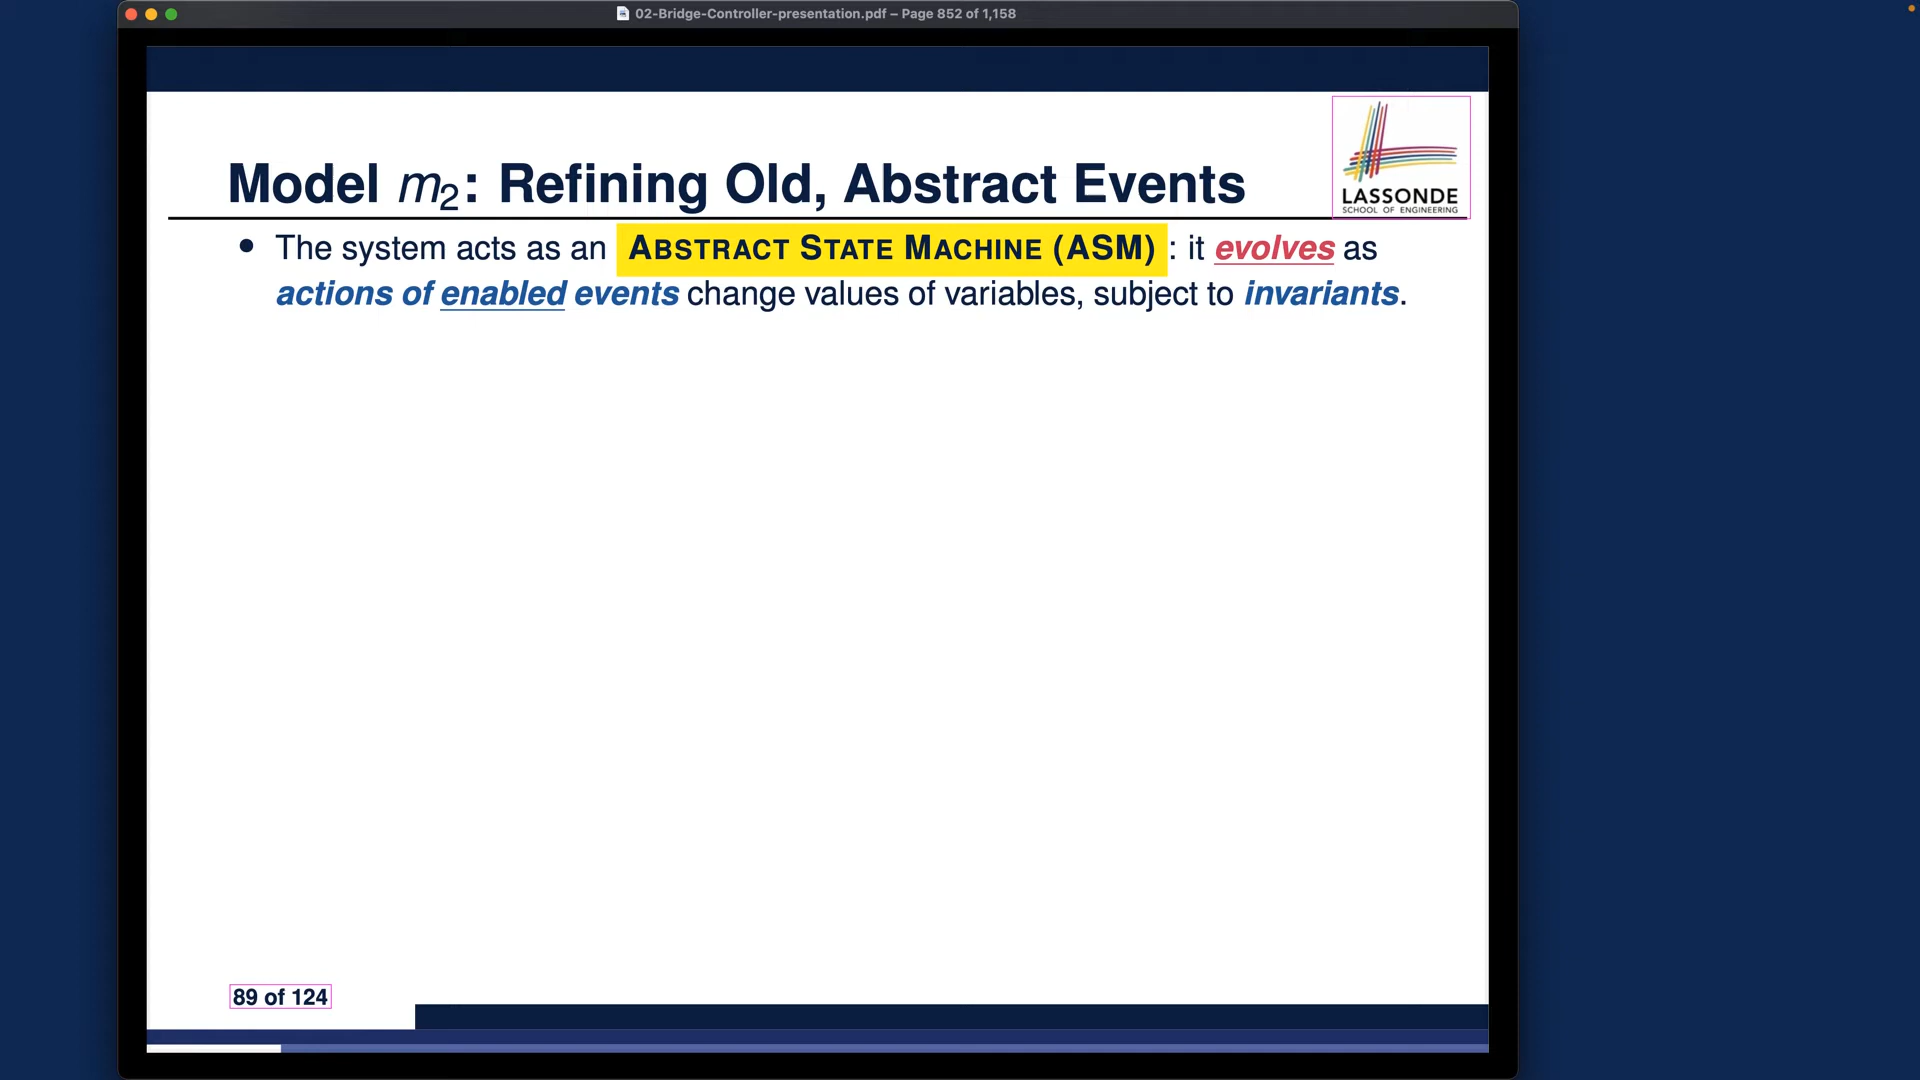 02-Bridge-Controller-presentation.pdf – Page 852 of 1,158
LASSONDE
SCHOOL OF ENGINEERING
Model m2: Refining Old, Abstract Events
• The system acts as an ABSTRACT STATE MACHINE (ASM) : it evolves as
actions of enabled events change values of variables, subject to invariants.
89 of 124